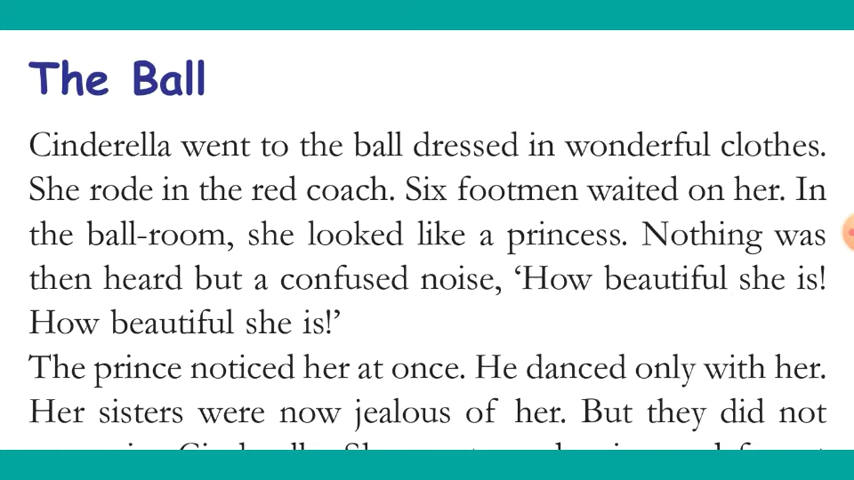 The Ball
Cinderella went to the ball dressed in wonderful clothes.
She rode in the red coach. Six footmen waited on her. In
the ball-room, she looked like a princess. Nothing was
then heard but a confused noise, ‘How beautiful she is!
How beautiful she is!’
The prince noticed her at once. He danced only with her.
Her sisters were now jealous of her. But they did not